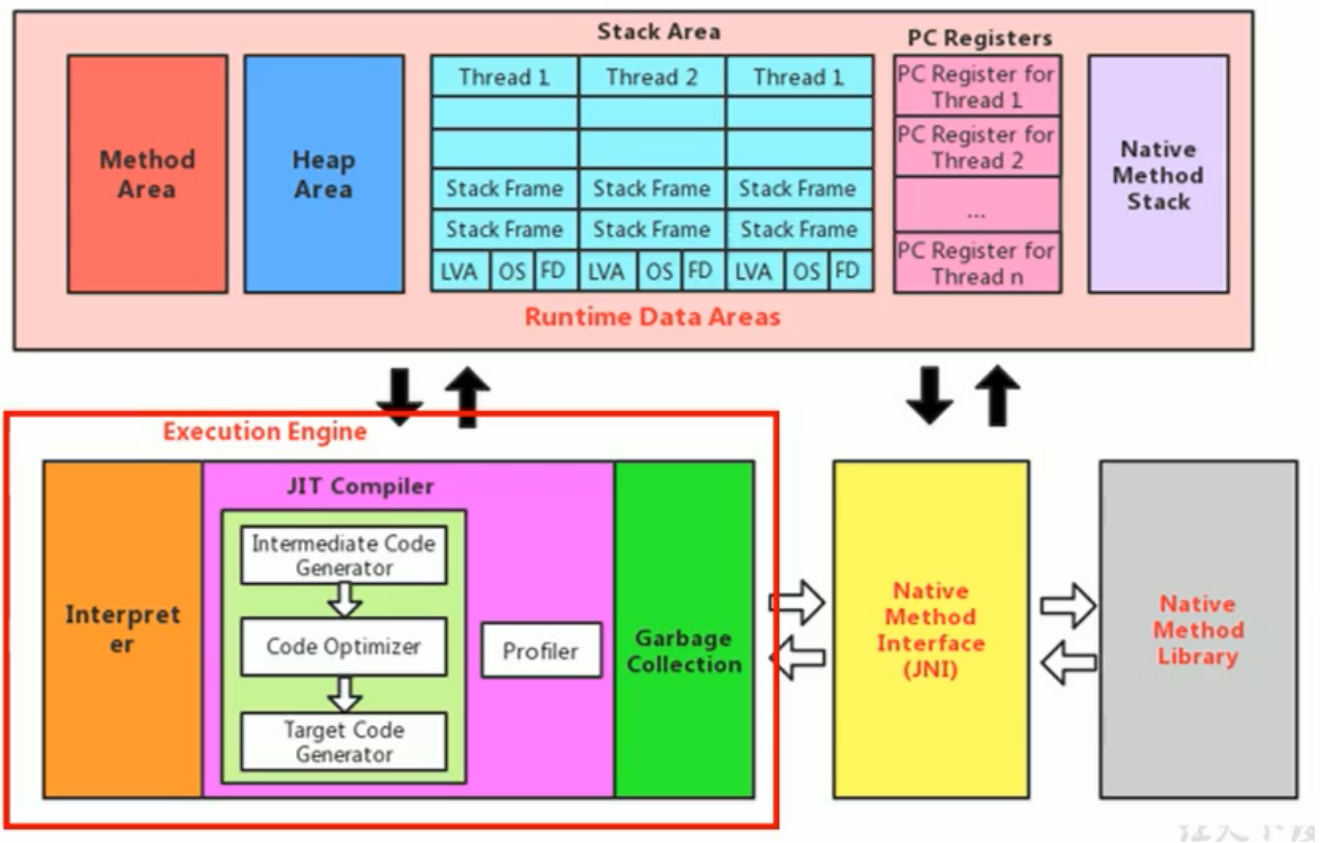 Stack Area
PC Registers
Method
Area
Heap
Area
Thread 1
Thread 2
Thread 1
Stack Frame
Stack Frame
Stack Frame
Stack Frame
Stack Frame
Stack Frame
LVA
OS
FD
LVA
OS
FD
LVA
OS
FD
PC Register for
Thread 1
PC Register for
Thread 2
...
PC Register for
Thread n
Native
Method
Stack
Runtime Data Areas
Execution Engine
Interpret
er
JIT Compiler
Intermediate Code
Generator
Code Optimizer
Target Code
Generator
Profiler
Garbage
Collection
Native
Method
Interface
(JNI)
Native
Method
Library